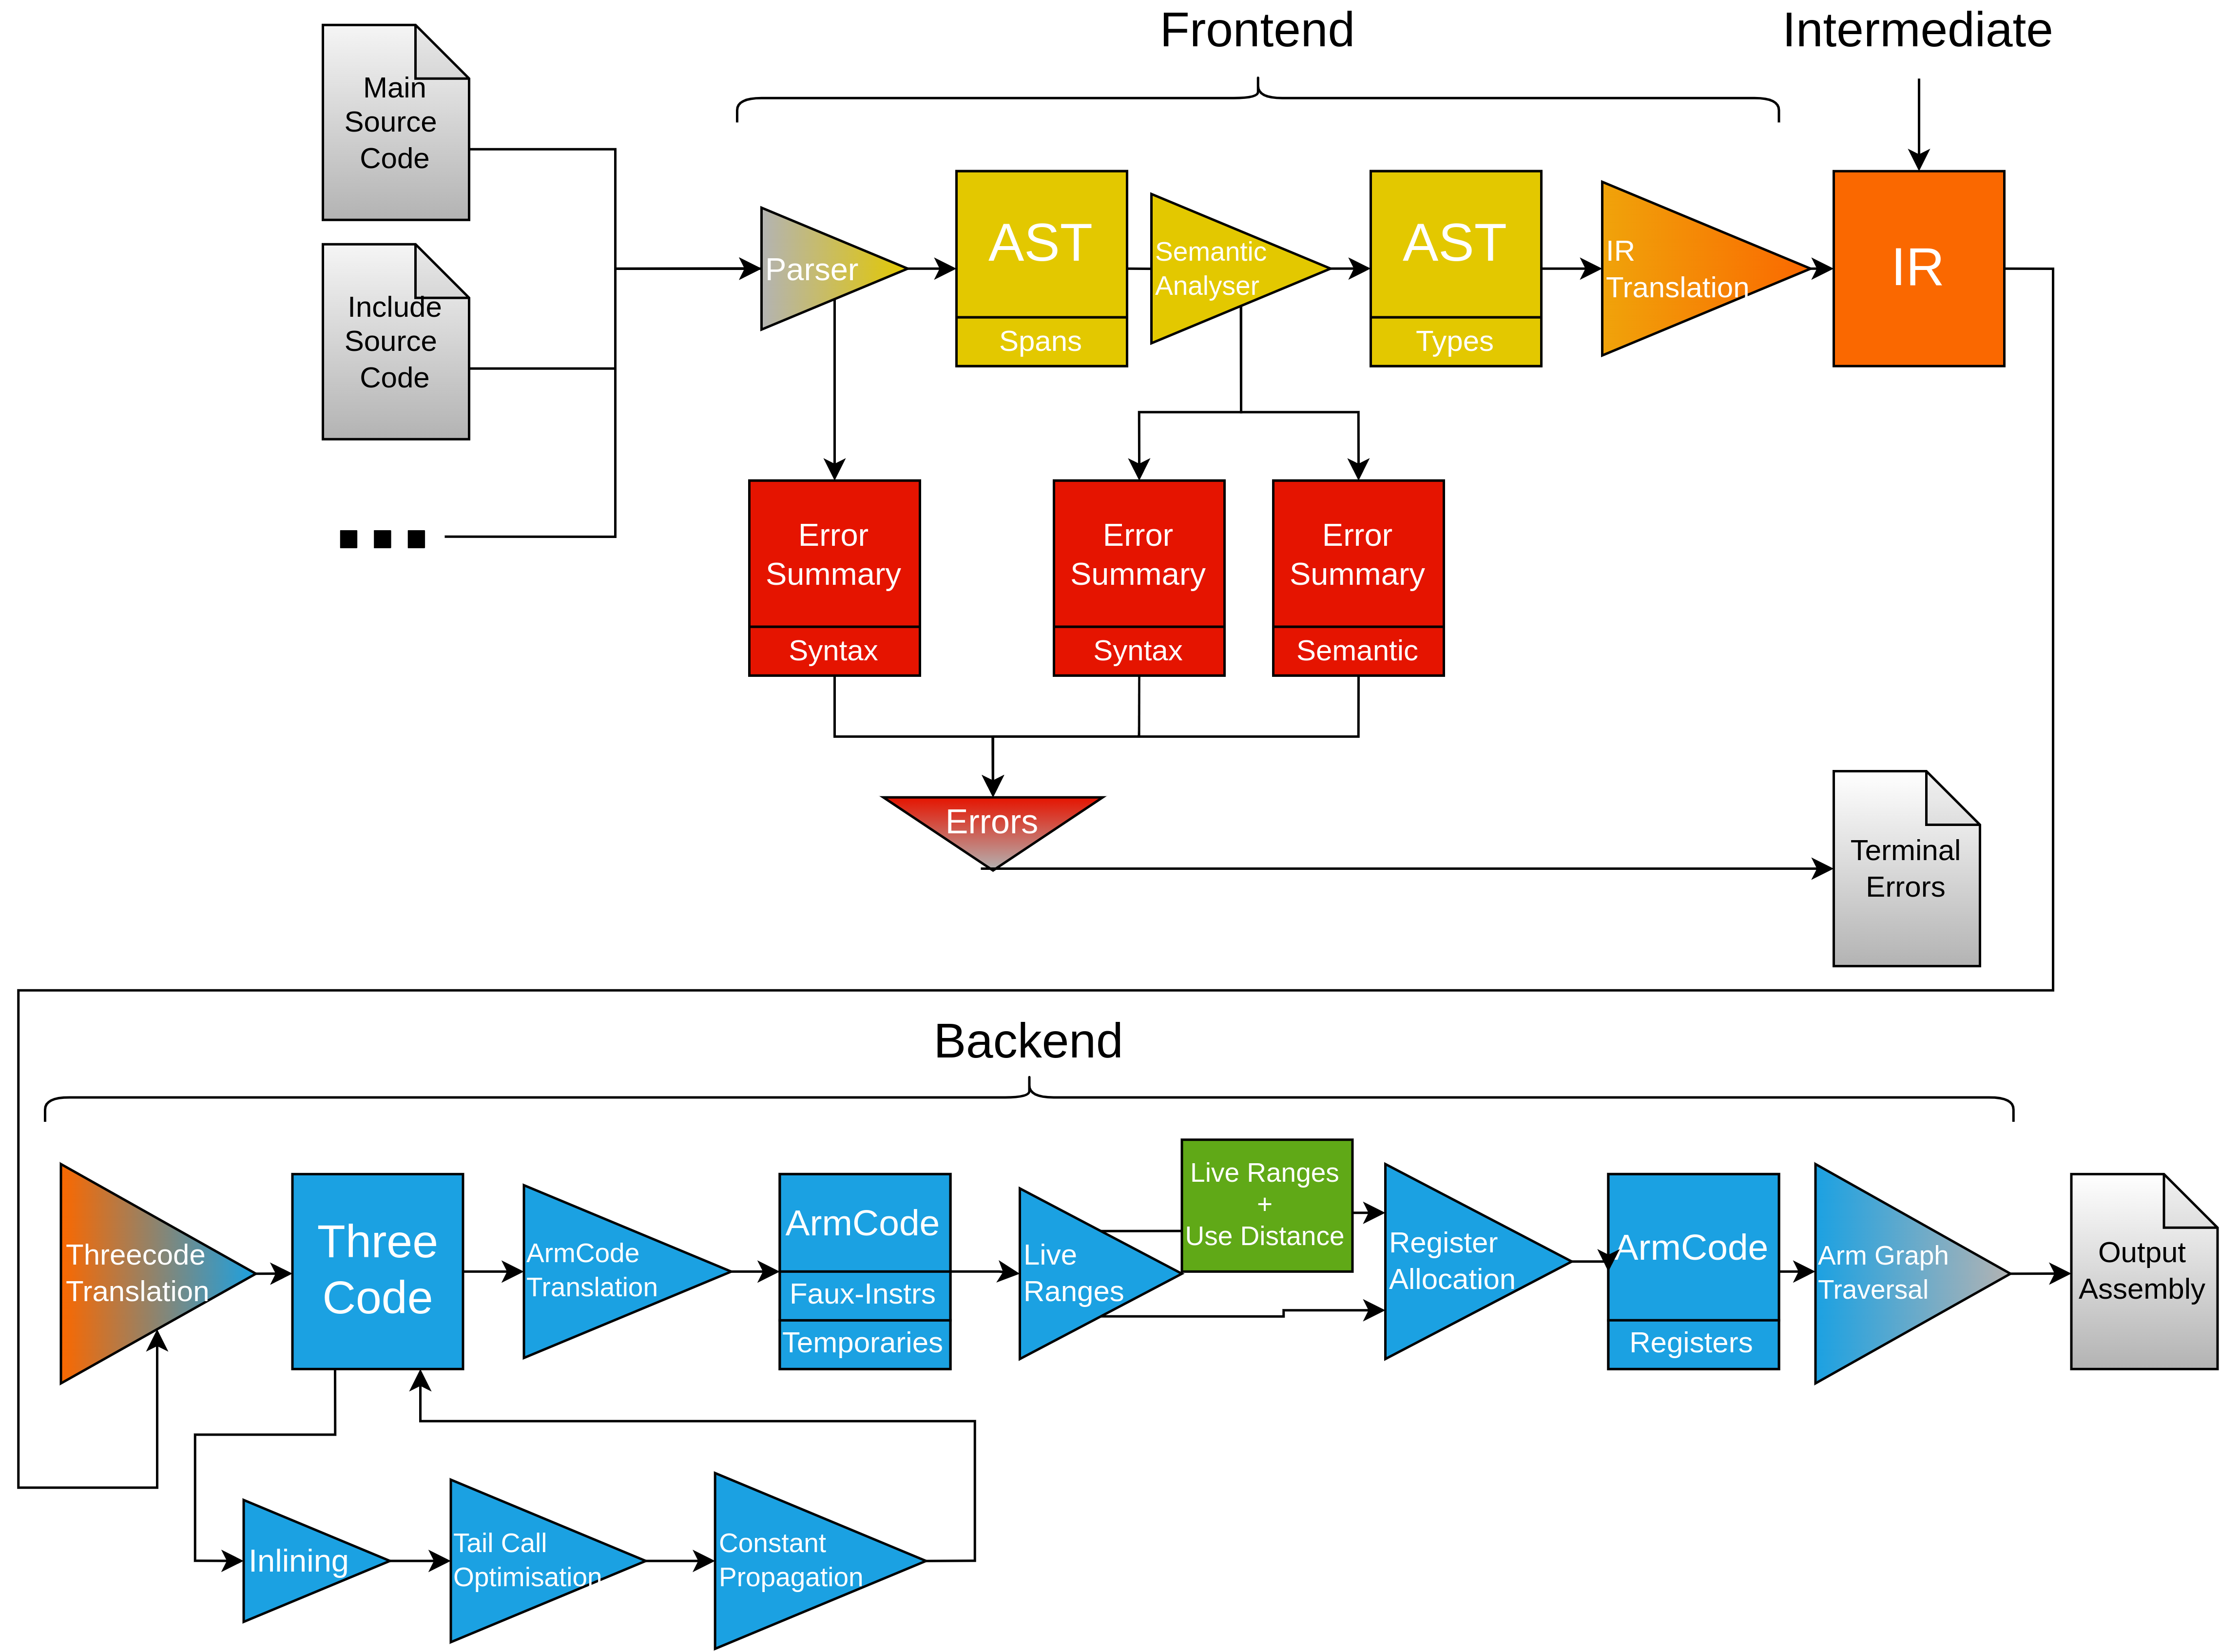 Frontend
Intermediate
Main
Source
Code
Include
Source
Code
...
Parser
AST
Spans
Semantic
Analyser
AST
Types
IR
Translation
IR
Error
Summary
Syntax
Error
Summary
Syntax
Error
Summary
Semantic
Errors
Terminal
Errors
Backend
Threecode
Translation
Three
Code
ArmCode
Translation
ArmCode
Faux-Instrs
Temporaries
Live
Ranges
Live Ranges
+
Use Distance
Register
Allocation
ArmCode
Registers
Arm Graph
Traversal
Output
Assembly
Inlining
Tail Call
Optimisation
Constant
Propagation